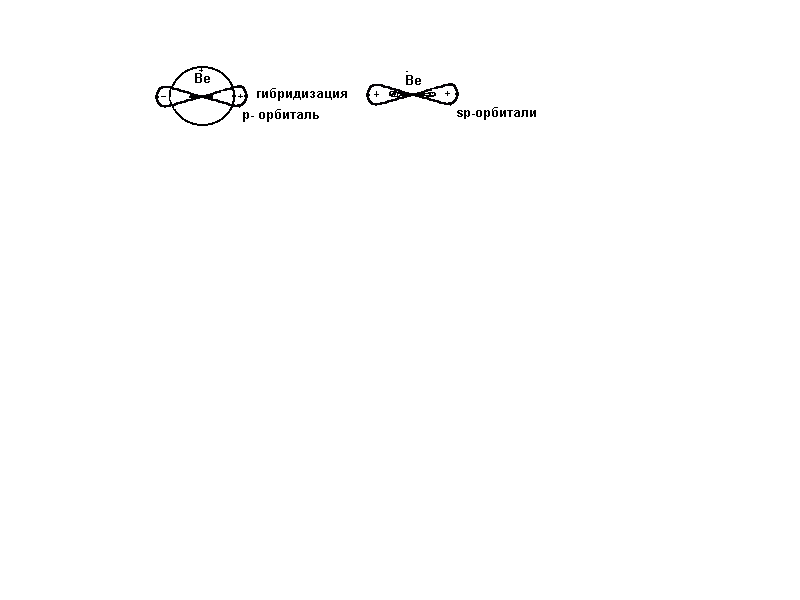 +
Be
- +
гибридизация
р- орбиталь
Be
+ +
sp-орбитали